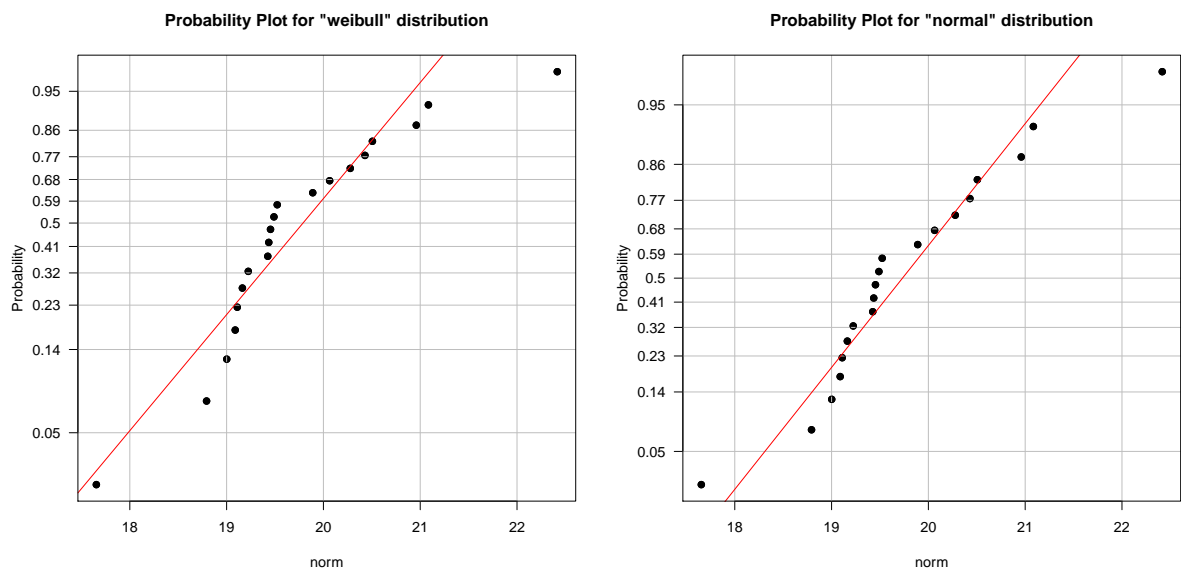 Probability Plot for "weibull" distribution
Probability
0.95
0.86
0.77
0.68
0.59
0.5
0.41
0.32
0.23
0.14
0.05
18 19 20 21 22
norm
Probability Plot for "normal" distribution
Probability
0.95
0.86
0.77
0.68
0.59
0.5
0.41
0.32
0.23
0.14
0.05
18 19 20 21 22
norm